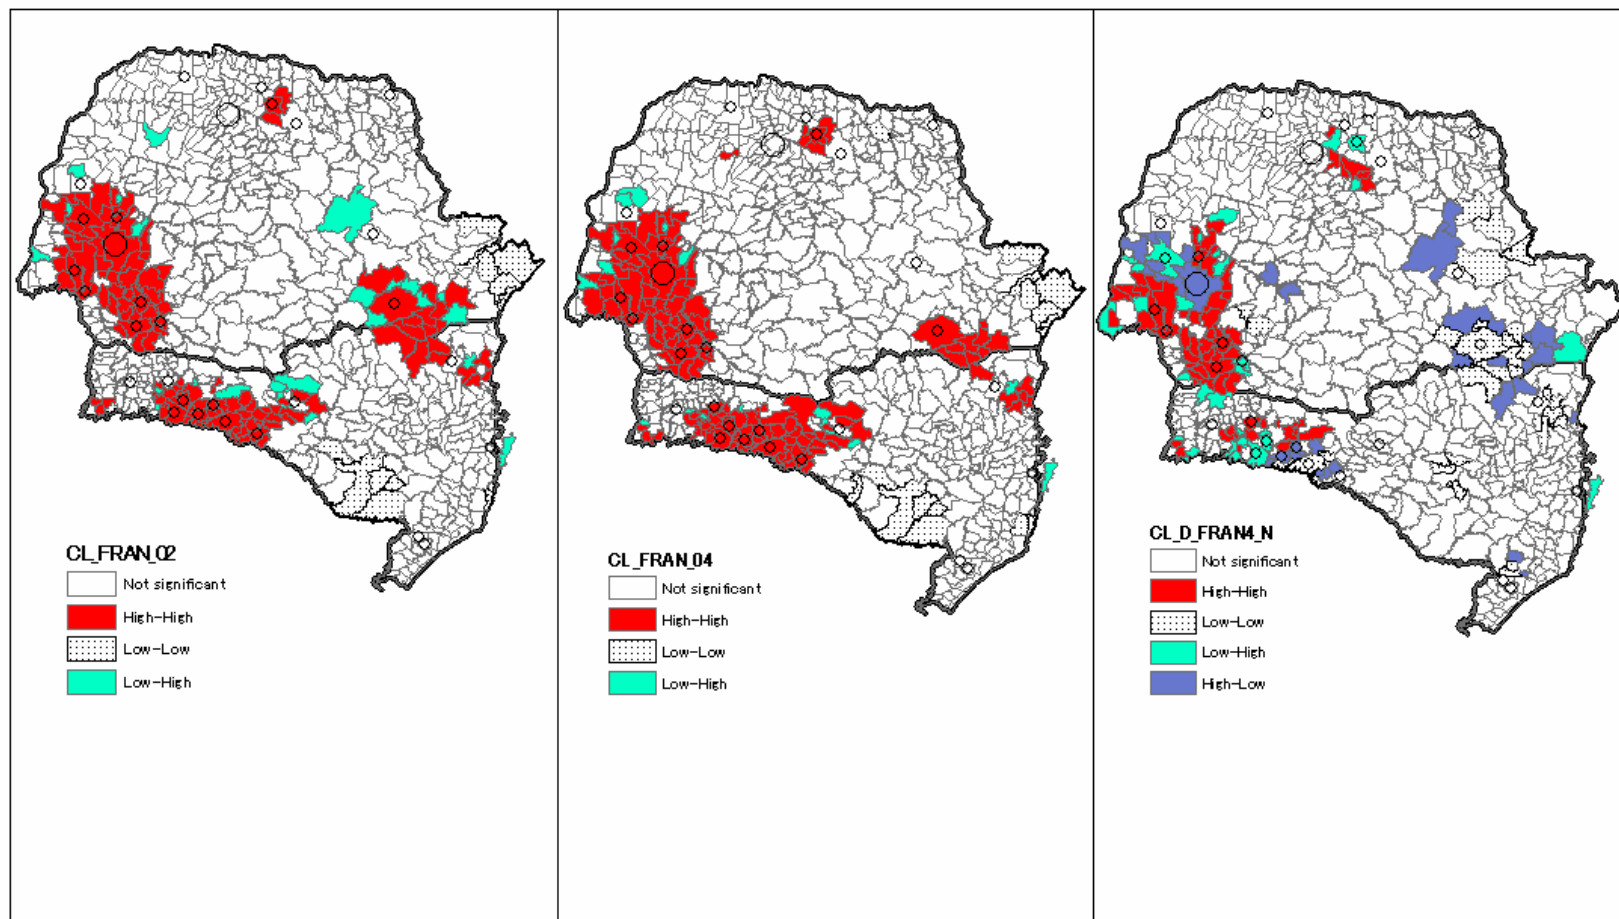 CL_FRAN_02
Not significant
High-High
Low-Low
Low-High
CL_FRAN_04
Not significant
High-High
Low-Low
Low-High
CL_D_FRAN4_N
Not significant
High-High
Low-Low
Low-High
High-Low